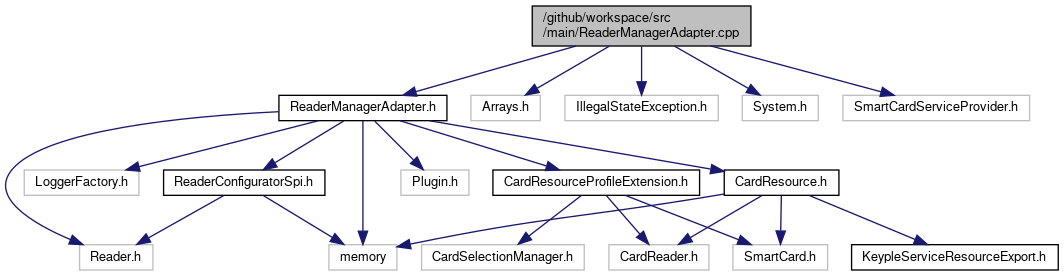 /github/workspace/src
/main/ReaderManagerAdapter.cpp
ReaderManagerAdapter.h
Arrays.h
IllegalStateException.h
System.h
SmartCardServiceProvider.h
LoggerFactory.h
ReaderConfiguratorSpi.h
Plugin.h
CardResourceProfileExtension.h
CardResource.h
Reader.h
memory
CardSelectionManager.h
CardReader.h
SmartCard.h
KeypleServiceResourceExport.h